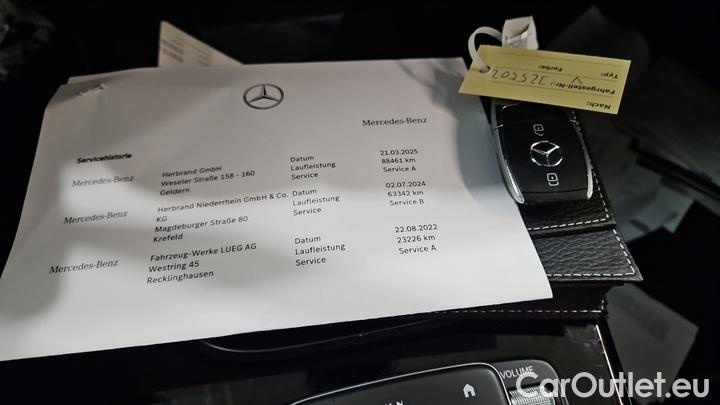 Mercedes-Benz
Servicehistorie
Mercedes-Benz
Herbrand GmbH
Weseler Straße 158 - 160
Geldern
Datum
Laufleistung
Service
21.03.2025
88461 km
Service A
Mercedes-Benz
Herbrand Niederrhein GmbH & Co.
KG
Magdeburger Straße 80
Krefeld
Datum
Laufleistung
Service
02.07.2024
63342 km
Service B
Mercedes-Benz
Fahrzeug-Werke LUEG AG
Westring 45
Recklinghausen
Datum
Laufleistung
Service
22.08.2022
23226 km
Service A
Nach:
Fahrgestell-Nr.:
Farbe:
Typ:
VOLUME
CarOutlet.eu